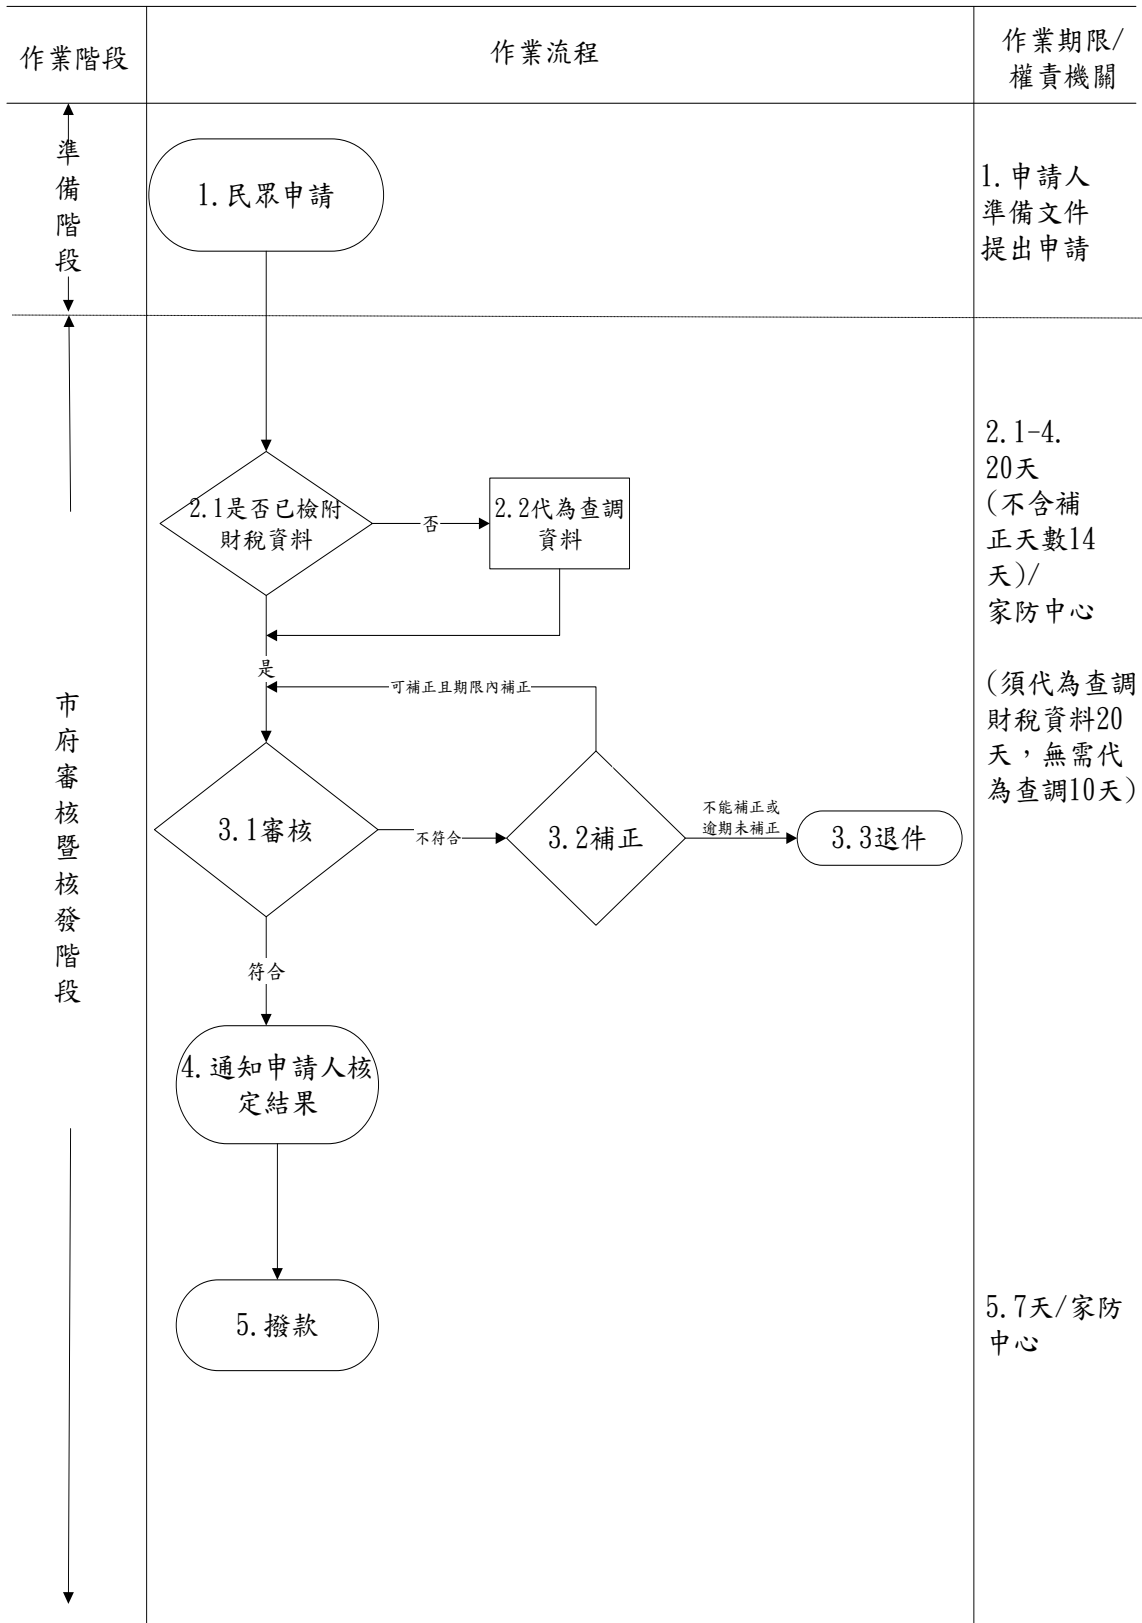 作業階段
作業流程
作業期限/
權責機關
準
備
階
段
1.民眾申請
1.申請人
準備文件
提出申請
市
府
審
核
暨
核
發
階
段
2.1是否已檢附
財稅資料
否
2.2代為查調
資料
是
可補正且期限內補正
3.1審核
不符合
3.2補正
不能補正或
逾期未補正
3.3退件
符合
4.通知申請人核
定結果
5.撥款
2.1-4.
20天
(不含補
正天數14
天)/
家防中心
(須代為查調
財稅資料20
天，無需代
為查調10天)
5.7天/家防
中心